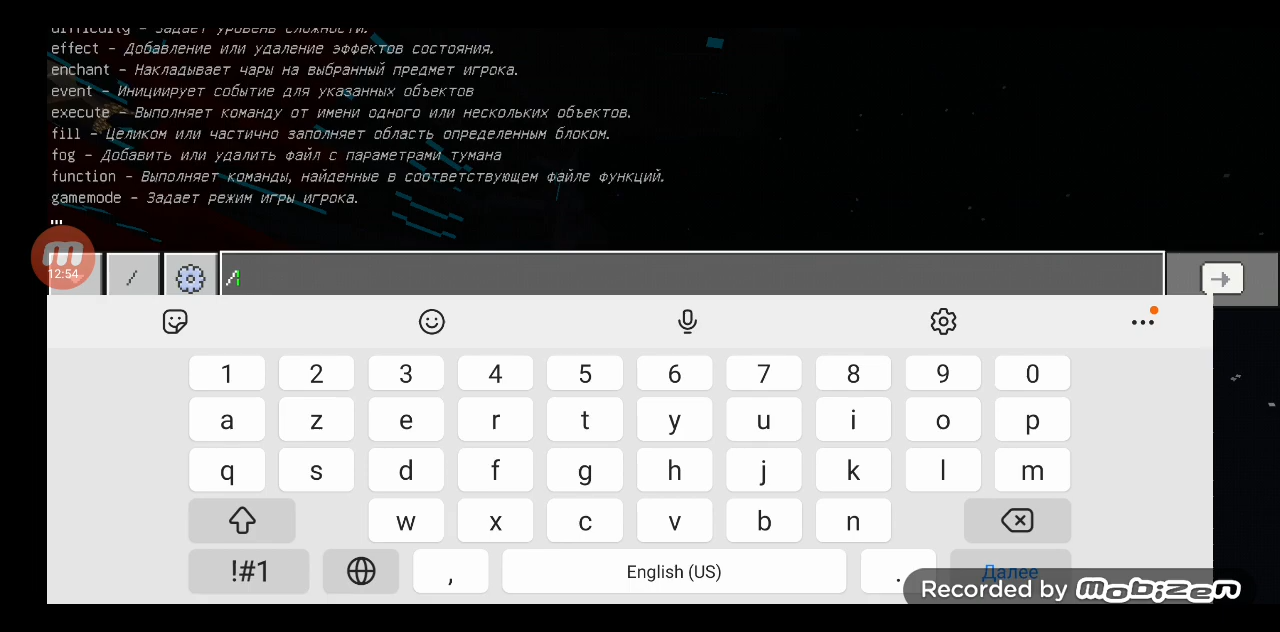 difficulty – Задает уровень сложности.
effect – Добавление или удаление эффектов состояния.
enchant – Накладывает чары на выбранный предмет игрока.
event – Инициирует событие для указанных объектов
execute – Выполняет команду от имени одного или нескольких объектов.
fill – Целиком или частично заполняет область определенным блоком.
fog – Добавить или удалить файл с параметрами тумана
function – Выполняет команды, найденные в соответствующем файле функций.
gamemode – Задает режим игры игрока.
...
12:54
/
/
1 2 3 4 5 6 7 8 9 0
a z e r t y u i o p
q s d f g h j k l m
w x c v b n
!#1 , English (US) . Далее
Recorded by mobizen